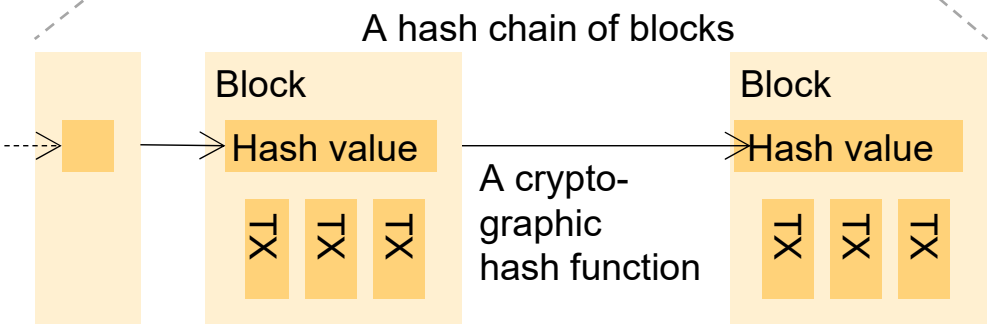 A hash chain of blocks
Block
Hash value
TX
TX
TX
A crypto-
graphic
hash function
Block
Hash value
TX
TX
TX